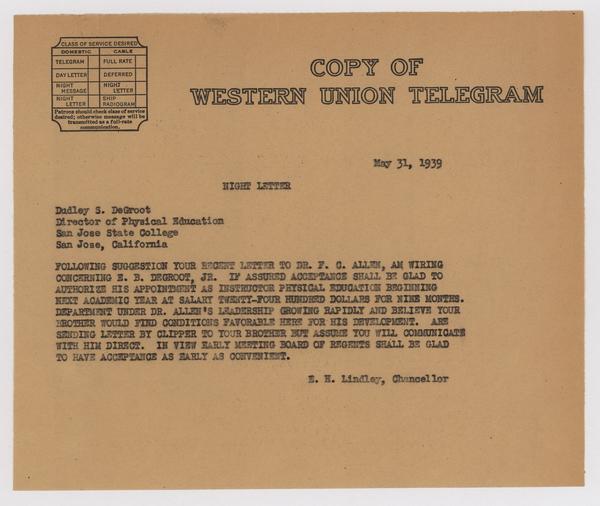 CLASS OF SERVICE DESIRED
DOMESTIC CABLE
TELEGRAM FULL RATE
DAY LETTER DEFERRED
NIGHT MESSAGE NIGHT LETTER
NIGHT LETTER SHIP RADIOGRAM
Patrons should check class of service
desired; otherwise message will be
transmitted as a full-rate
communication.
COPY OF
WESTERN UNION TELEGRAM
May 31, 1939
NIGHT LETTER
Dudley S. DeGroot
Director of Physical Education
San Jose State College
San Jose, California
FOLLOWING SUGGESTION YOUR RECENT LETTER TO DR. F. C. ALLEN, AM WIRING
CONCERNING E. B. DEGROOT, JR. IF ASSURED ACCEPTANCE SHALL BE GLAD TO
AUTHORIZE HIS APPOINTMENT AS INSTRUCTOR PHYSICAL EDUCATION BEGINNING
NEXT ACADEMIC YEAR AT SALARY TWENTY-FOUR HUNDRED DOLLARS FOR NINE MONTHS.
DEPARTMENT UNDER DR. ALLEN'S LEADERSHIP GROWING RAPIDLY AND BELIEVE YOUR
BROTHER WOULD FIND CONDITIONS FAVORABLE HERE FOR HIS DEVELOPMENT. ARE
SENDING LETTER BY CLIPPER TO YOUR BROTHER BUT ASSUME YOU WILL COMMUNICATE
WITH HIM DIRECT. IN VIEW EARLY MEETING BOARD OF REGENTS SHALL BE GLAD
TO HAVE ACCEPTANCE AS EARLY AS CONVENIENT.
E. H. Lindley, Chancellor